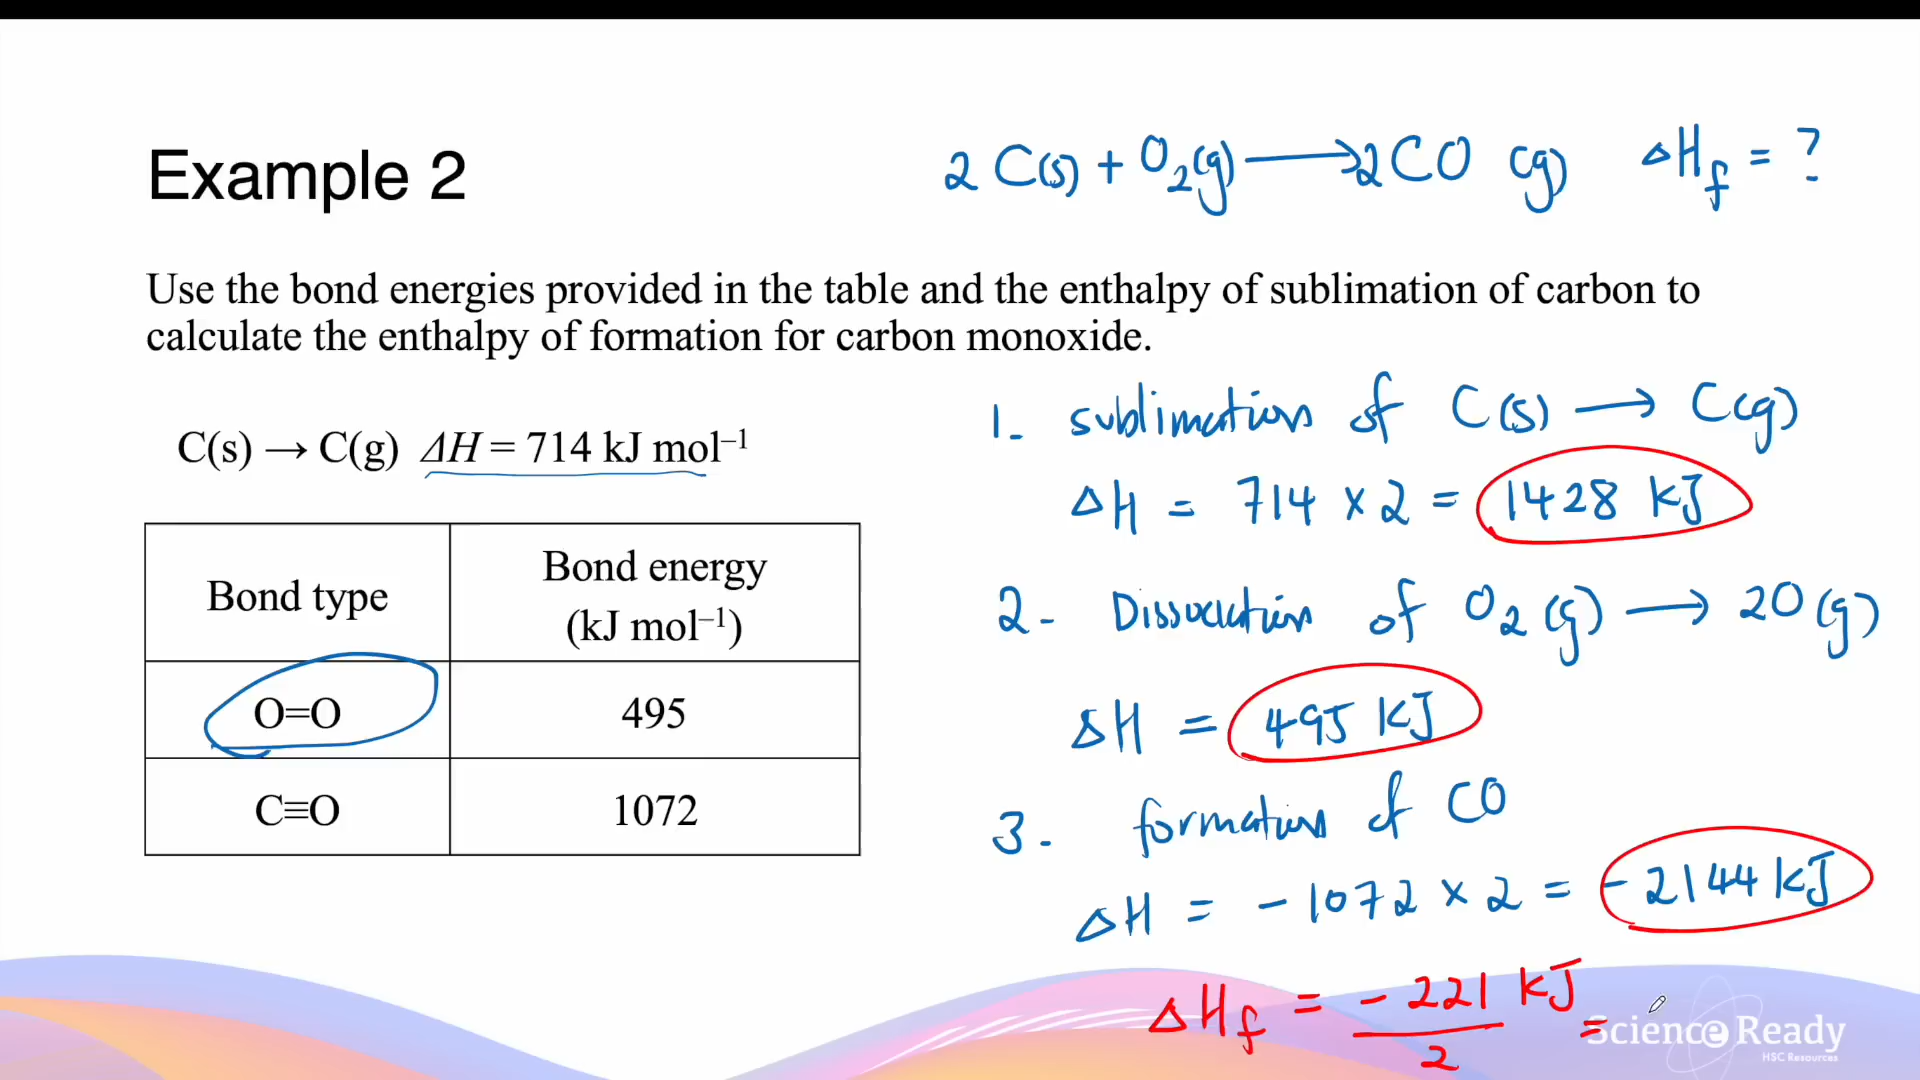 Example 2
2 C(s) + O₂(g) ⟶ 2CO (g) ΔH_f = ?
Use the bond energies provided in the table and the enthalpy of sublimation of carbon to
calculate the enthalpy of formation for carbon monoxide.
C(s) → C(g) ΔH = 714 kJ mol⁻¹
Bond type
Bond energy
(kJ mol⁻¹)
O=O
495
C≡O
1072
1. sublimation of C(s) ⟶ C(g)
ΔH = 714 × 2 = 1428 kJ
2. Dissociation of O₂(g) ⟶ 2O(g)
ΔH = 495 kJ
3. formation of CO
ΔH = -1072 × 2 = -2144 kJ
ΔH_f = -221 kJ / 2 =
Science Ready
HSC Resources